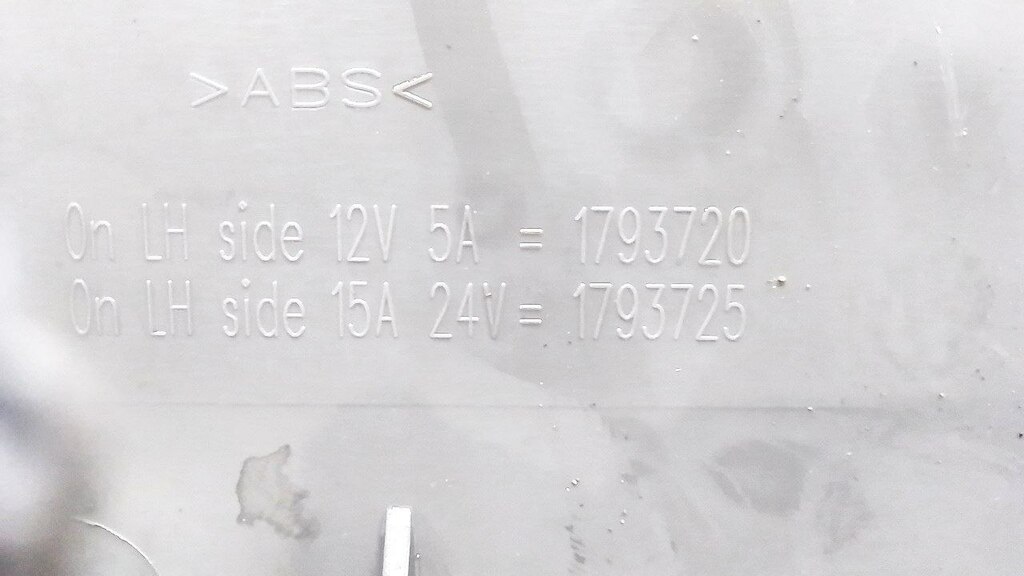 >ABS<
On LH side 12V 5A = 1793720
On LH side 15A 24V = 1793725